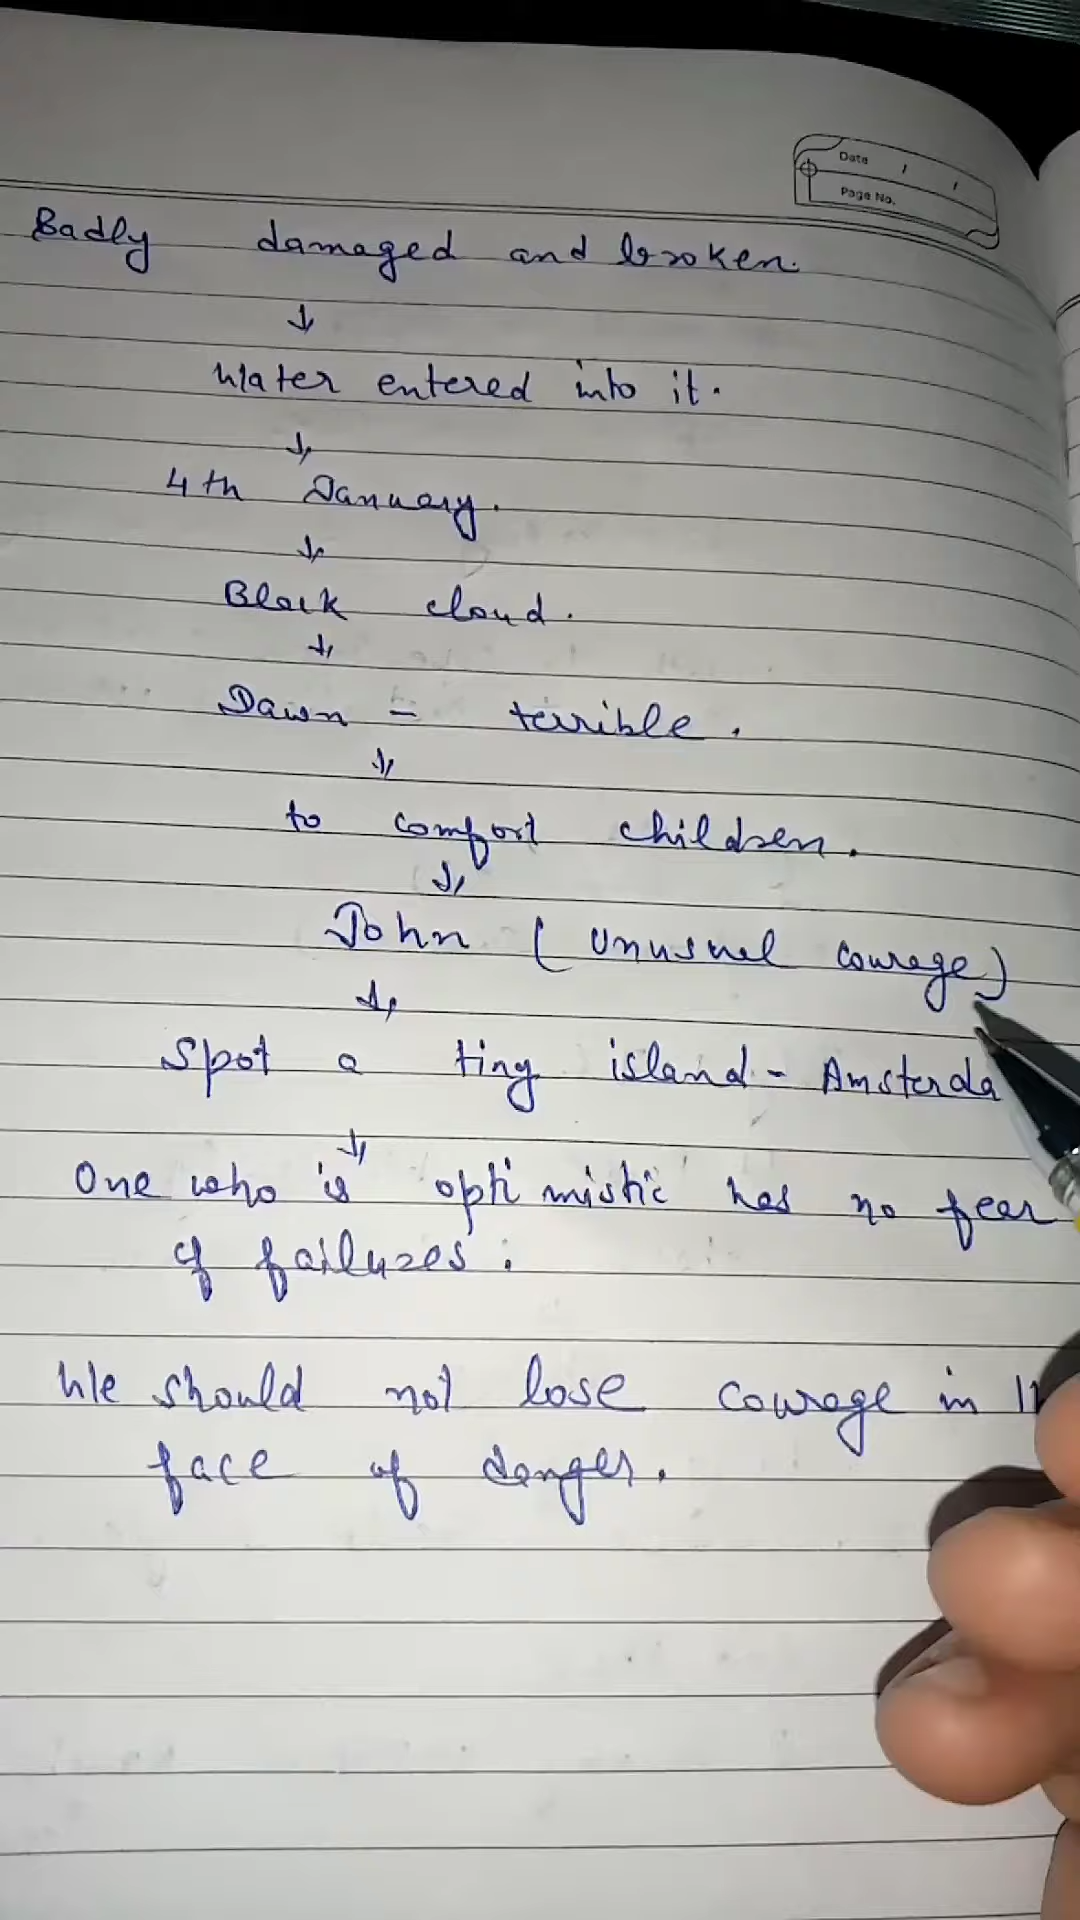 Date / /
Page No.
Badly damaged and broken.
↓
Water entered into it.
↓
4th January.
↓
Black cloud.
↓
Dawn - terrible.
↓
to comfort children.
↓
John ( Unusual courage)
↓
Spot a tiny island - Amsterda
↓
One who is optimistic has no fear
of failures.
We should not lose courage in
face of danger.